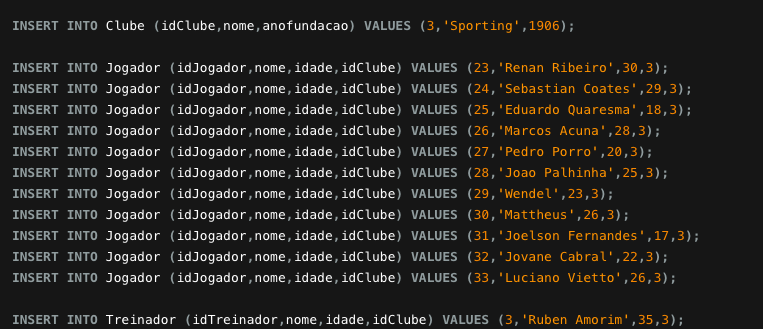 INSERT INTO Clube (idClube,nome,anofundacao) VALUES (3,'Sporting',1906);
INSERT INTO Jogador (idJogador,nome,idade,idClube) VALUES (23,'Renan Ribeiro',30,3);
INSERT INTO Jogador (idJogador,nome,idade,idClube) VALUES (24,'Sebastian Coates',29,3);
INSERT INTO Jogador (idJogador,nome,idade,idClube) VALUES (25,'Eduardo Quaresma',18,3);
INSERT INTO Jogador (idJogador,nome,idade,idClube) VALUES (26,'Marcos Acuna',28,3);
INSERT INTO Jogador (idJogador,nome,idade,idClube) VALUES (27,'Pedro Porro',20,3);
INSERT INTO Jogador (idJogador,nome,idade,idClube) VALUES (28,'Joao Palhinha',25,3);
INSERT INTO Jogador (idJogador,nome,idade,idClube) VALUES (29,'Wendel',23,3);
INSERT INTO Jogador (idJogador,nome,idade,idClube) VALUES (30,'Mattheus',26,3);
INSERT INTO Jogador (idJogador,nome,idade,idClube) VALUES (31,'Joelson Fernandes',17,3);
INSERT INTO Jogador (idJogador,nome,idade,idClube) VALUES (32,'Jovane Cabral',22,3);
INSERT INTO Jogador (idJogador,nome,idade,idClube) VALUES (33,'Luciano Vietto',26,3);
INSERT INTO Treinador (idTreinador,nome,idade,idClube) VALUES (3,'Ruben Amorim',35,3);